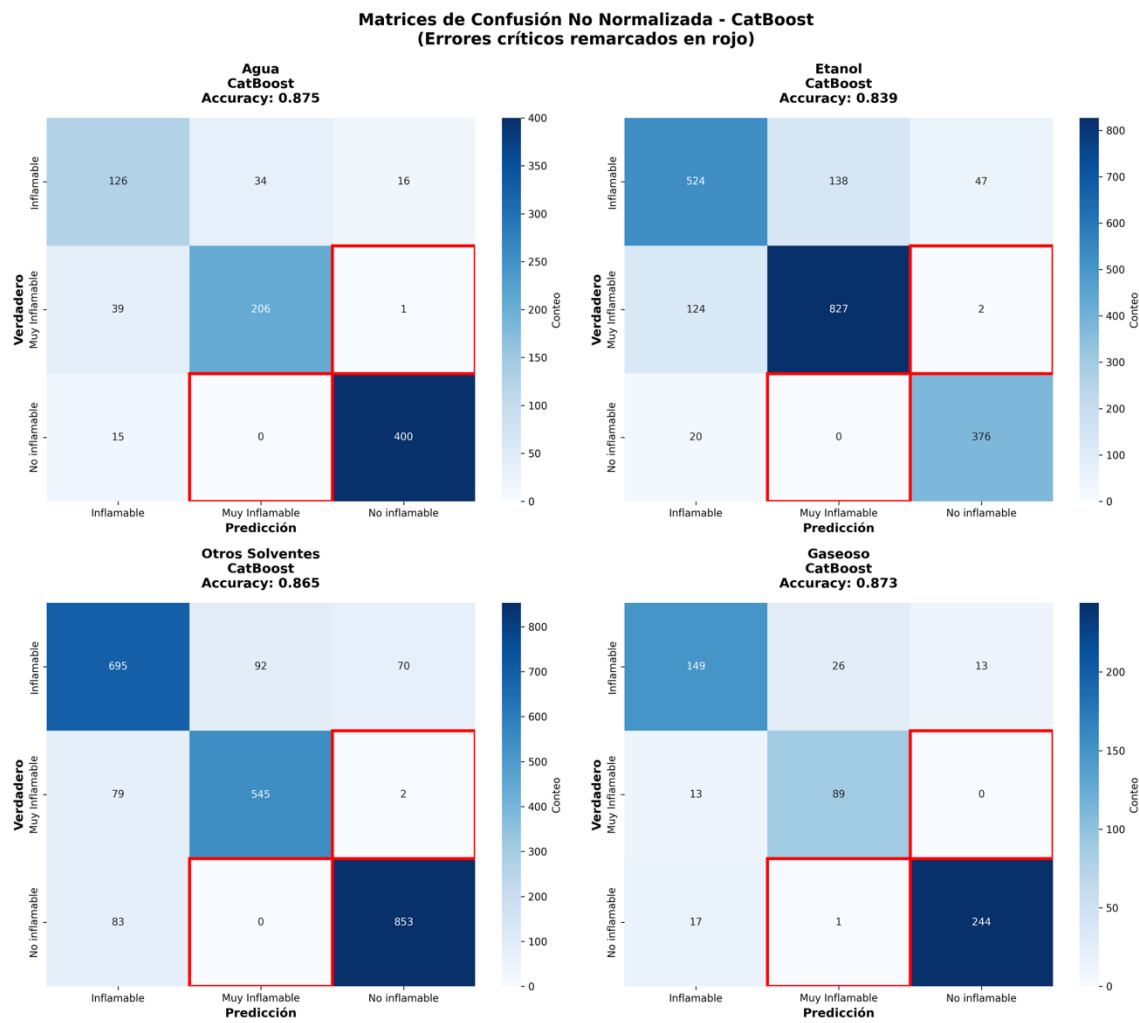 Matrices de Confusión No Normalizada - CatBoost
(Errores críticos remarcados en rojo)
Agua
CatBoost
Accuracy: 0.875
Verdadero
Inflamable
Muy Inflamable
No inflamable
126 34 16
39 206 1
15 0 400
Inflamable Muy Inflamable No inflamable
Predicción
400
350
300
250
200
150
100
50
0
Conteo
Etanol
CatBoost
Accuracy: 0.839
Verdadero
Inflamable
Muy Inflamable
No inflamable
524 138 47
124 827 2
20 0 376
Inflamable Muy Inflamable No inflamable
Predicción
800
700
600
500
400
300
200
100
0
Conteo
Otros Solventes
CatBoost
Accuracy: 0.865
Verdadero
Inflamable
Muy Inflamable
No inflamable
695 92 70
79 545 2
83 0 853
Inflamable Muy Inflamable No inflamable
Predicción
800
700
600
500
400
300
200
100
0
Conteo
Gaseoso
CatBoost
Accuracy: 0.873
Verdadero
Inflamable
Muy Inflamable
No inflamable
149 26 13
13 89 0
17 1 244
Inflamable Muy Inflamable No inflamable
Predicción
200
150
100
50
0
Conteo